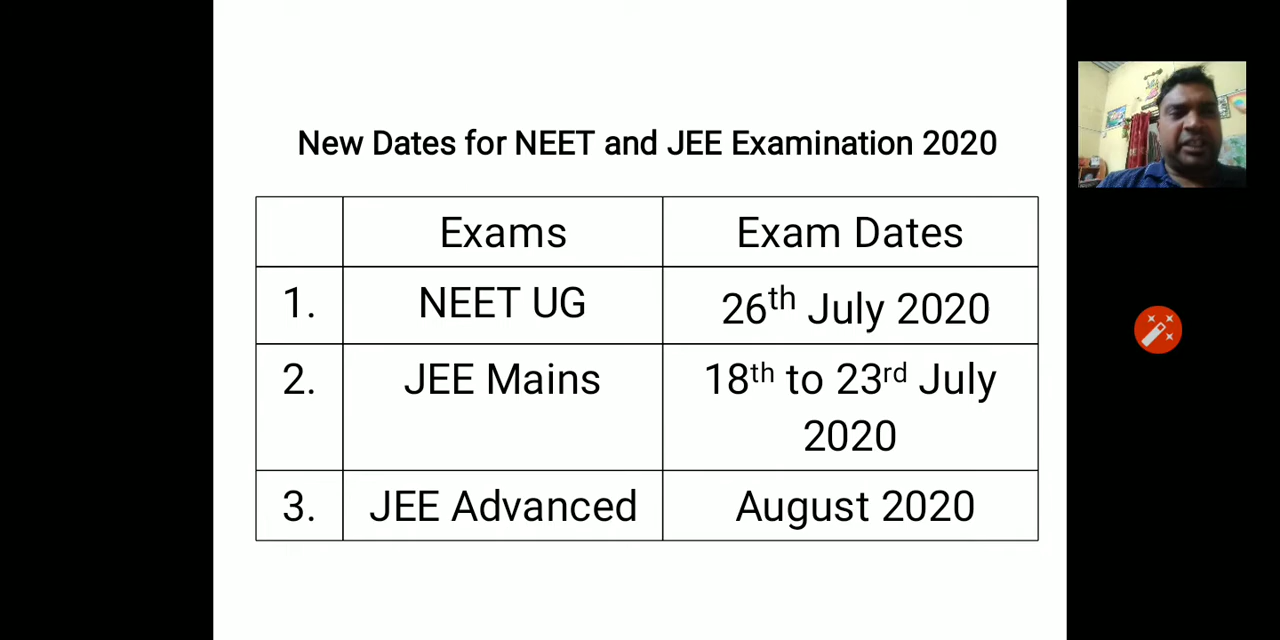 New Dates for NEET and JEE Examination 2020
Exams Exam Dates
1. NEET UG 26th July 2020
2. JEE Mains 18th to 23rd July
2020
3. JEE Advanced August 2020